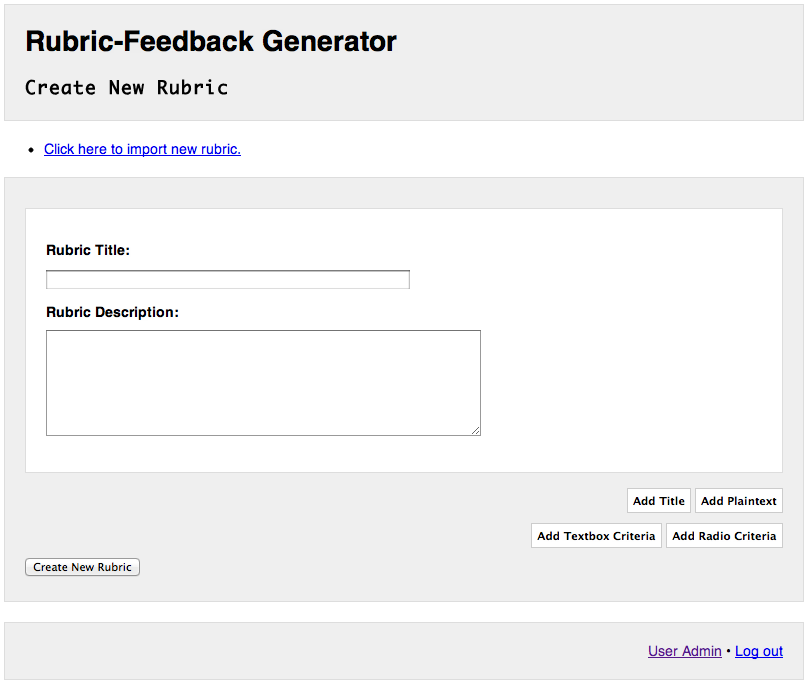 Rubric-Feedback Generator
Create New Rubric
• Click here to import new rubric.
Rubric Title:
Rubric Description:
Add Title Add Plaintext
Add Textbox Criteria Add Radio Criteria
Create New Rubric
User Admin • Log out